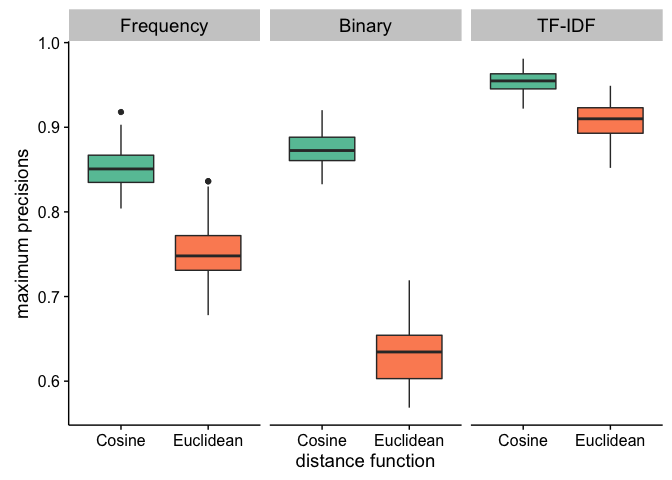 Frequency
Binary
TF-IDF
maximum precisions
1.0
0.9
0.8
0.7
0.6
Cosine
Euclidean
Cosine
Euclidean
Cosine
Euclidean
distance function